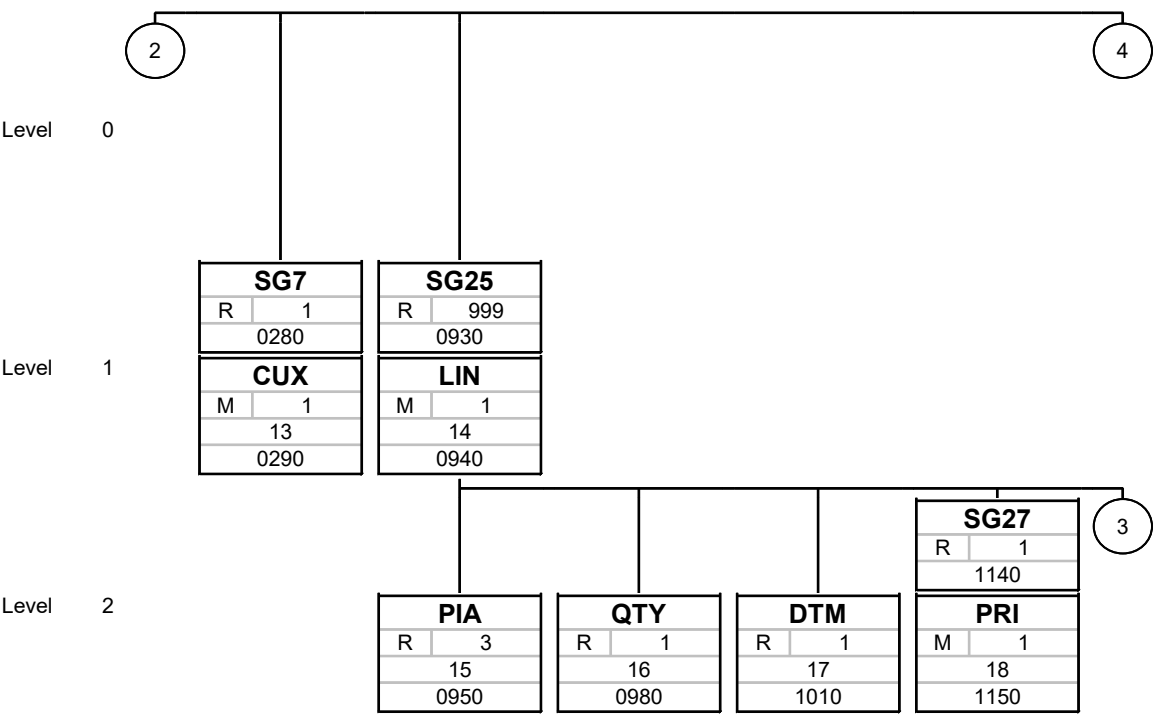 2
4
Level 0
SG7
R 1
0280
SG25
R 999
0930
Level 1
CUX
M 1
13
0290
LIN
M 1
14
0940
SG27
R 1
1140
3
Level 2
PIA
R 3
15
0950
QTY
R 1
16
0980
DTM
R 1
17
1010
PRI
M 1
18
1150